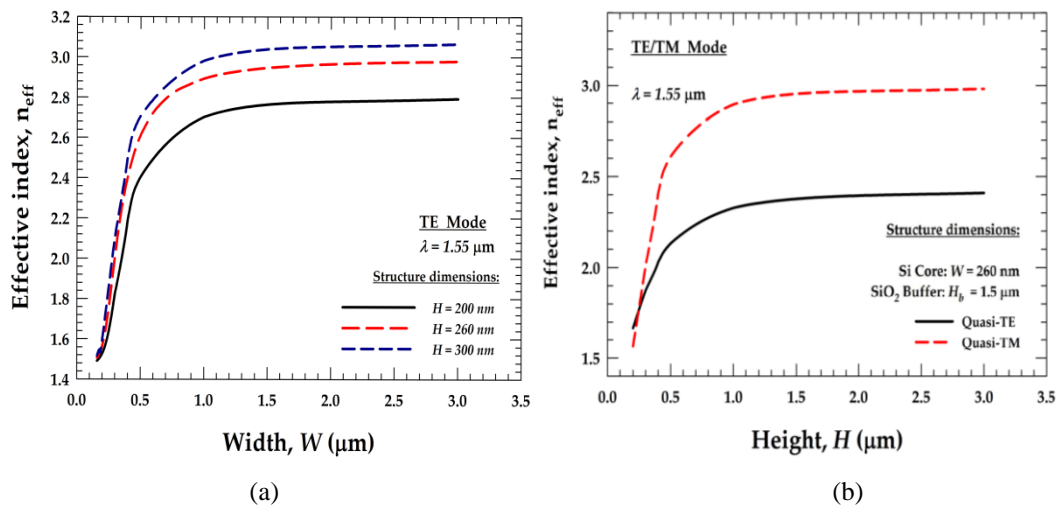 3.2
3.0
2.8
2.6
2.4
2.2
2.0
1.8
1.6
1.4
0.0 0.5 1.0 1.5 2.0 2.5 3.0 3.5
Effective index, n_eff
Width, W (µm)
TE Mode
λ = 1.55 µm
Structure dimensions:
H = 200 nm
H = 260 nm
H = 300 nm
(a)
3.0
2.5
2.0
1.5
0.0 0.5 1.0 1.5 2.0 2.5 3.0 3.5
Effective index, n_eff
Height, H (µm)
TE/TM Mode
λ = 1.55 µm
Structure dimensions:
Si Core: W = 260 nm
SiO₂ Buffer: H_b = 1.5 µm
Quasi-TE
Quasi-TM
(b)